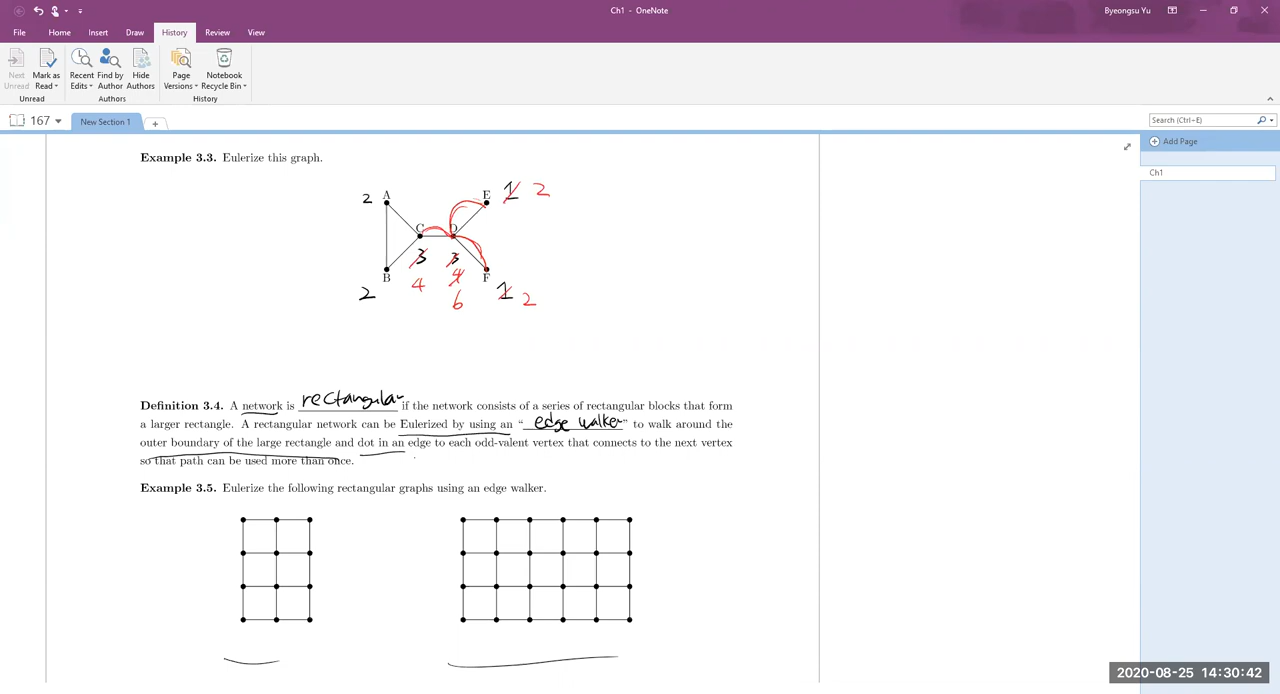 Ch1 - OneNote
Byeongsu Yu
File Home Insert Draw History Review View
Next Unread
Mark as Read
Recent Edits
Find by Author
Hide Authors
Page Versions
Notebook Recycle Bin
Unread Authors History
167 New Section 1
Search (Ctrl+E)
Add Page
Ch1
Example 3.3. Eulerize this graph.
2 A E 1 2
C D
3 3
B 4 4 F
2 6 1 2
Definition 3.4. A network is rectangular if the network consists of a series of rectangular blocks that form
a larger rectangle. A rectangular network can be Eulerized by using an “ edge walker ” to walk around the
outer boundary of the large rectangle and dot in an edge to each odd-valent vertex that connects to the next vertex
so that path can be used more than once.
Example 3.5. Eulerize the following rectangular graphs using an edge walker.
2020-08-25 14:30:42